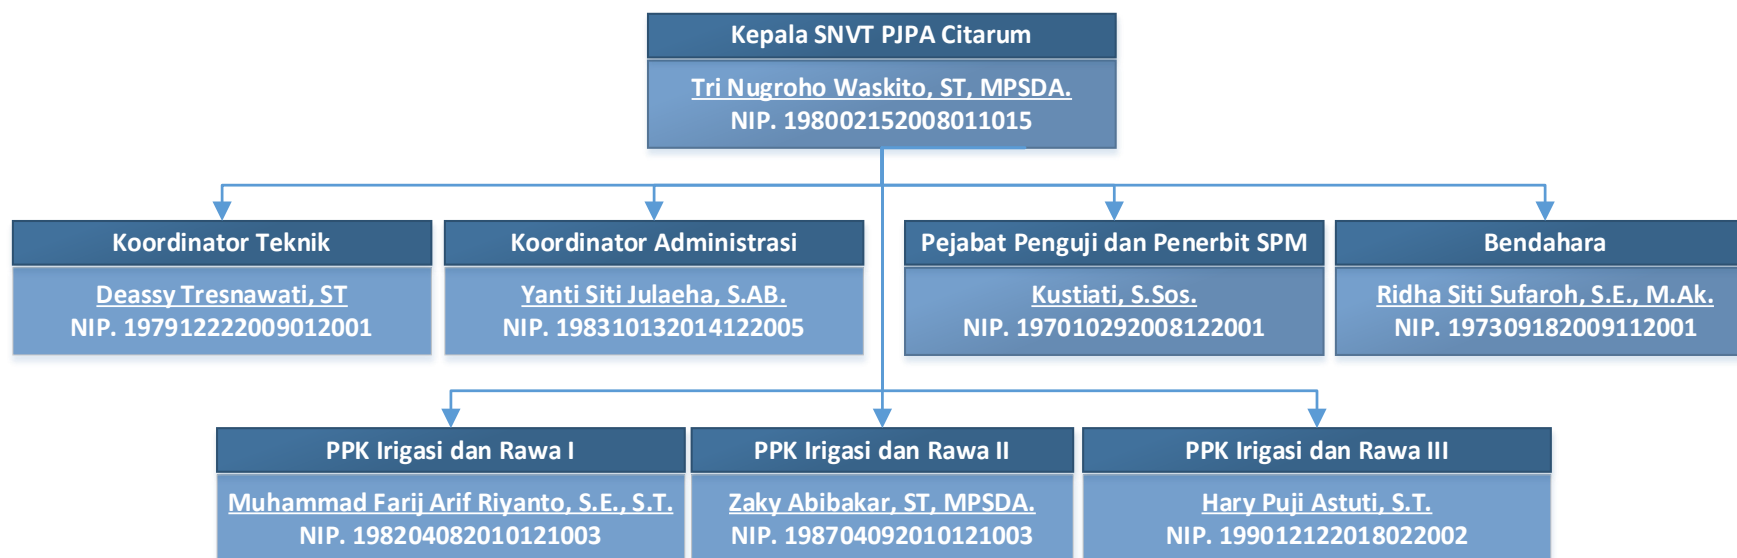 Kepala SNVT PJPA Citarum
Tri Nugroho Waskito, ST, MPSDA.
NIP. 198002152008011015
Koordinator Teknik
Deassy Tresnawati, ST
NIP. 197912222009012001
Koordinator Administrasi
Yanti Siti Julaeha, S.AB.
NIP. 198310132014122005
Pejabat Penguji dan Penerbit SPM
Kustiati, S.Sos.
NIP. 197010292008122001
Bendahara
Ridha Siti Sufaroh, S.E., M.Ak.
NIP. 197309182009112001
PPK Irigasi dan Rawa I
Muhammad Farij Arif Riyanto, S.E., S.T.
NIP. 198204082010121003
PPK Irigasi dan Rawa II
Zaky Abibakar, ST, MPSDA.
NIP. 198704092010121003
PPK Irigasi dan Rawa III
Hary Puji Astuti, S.T.
NIP. 199012122018022002